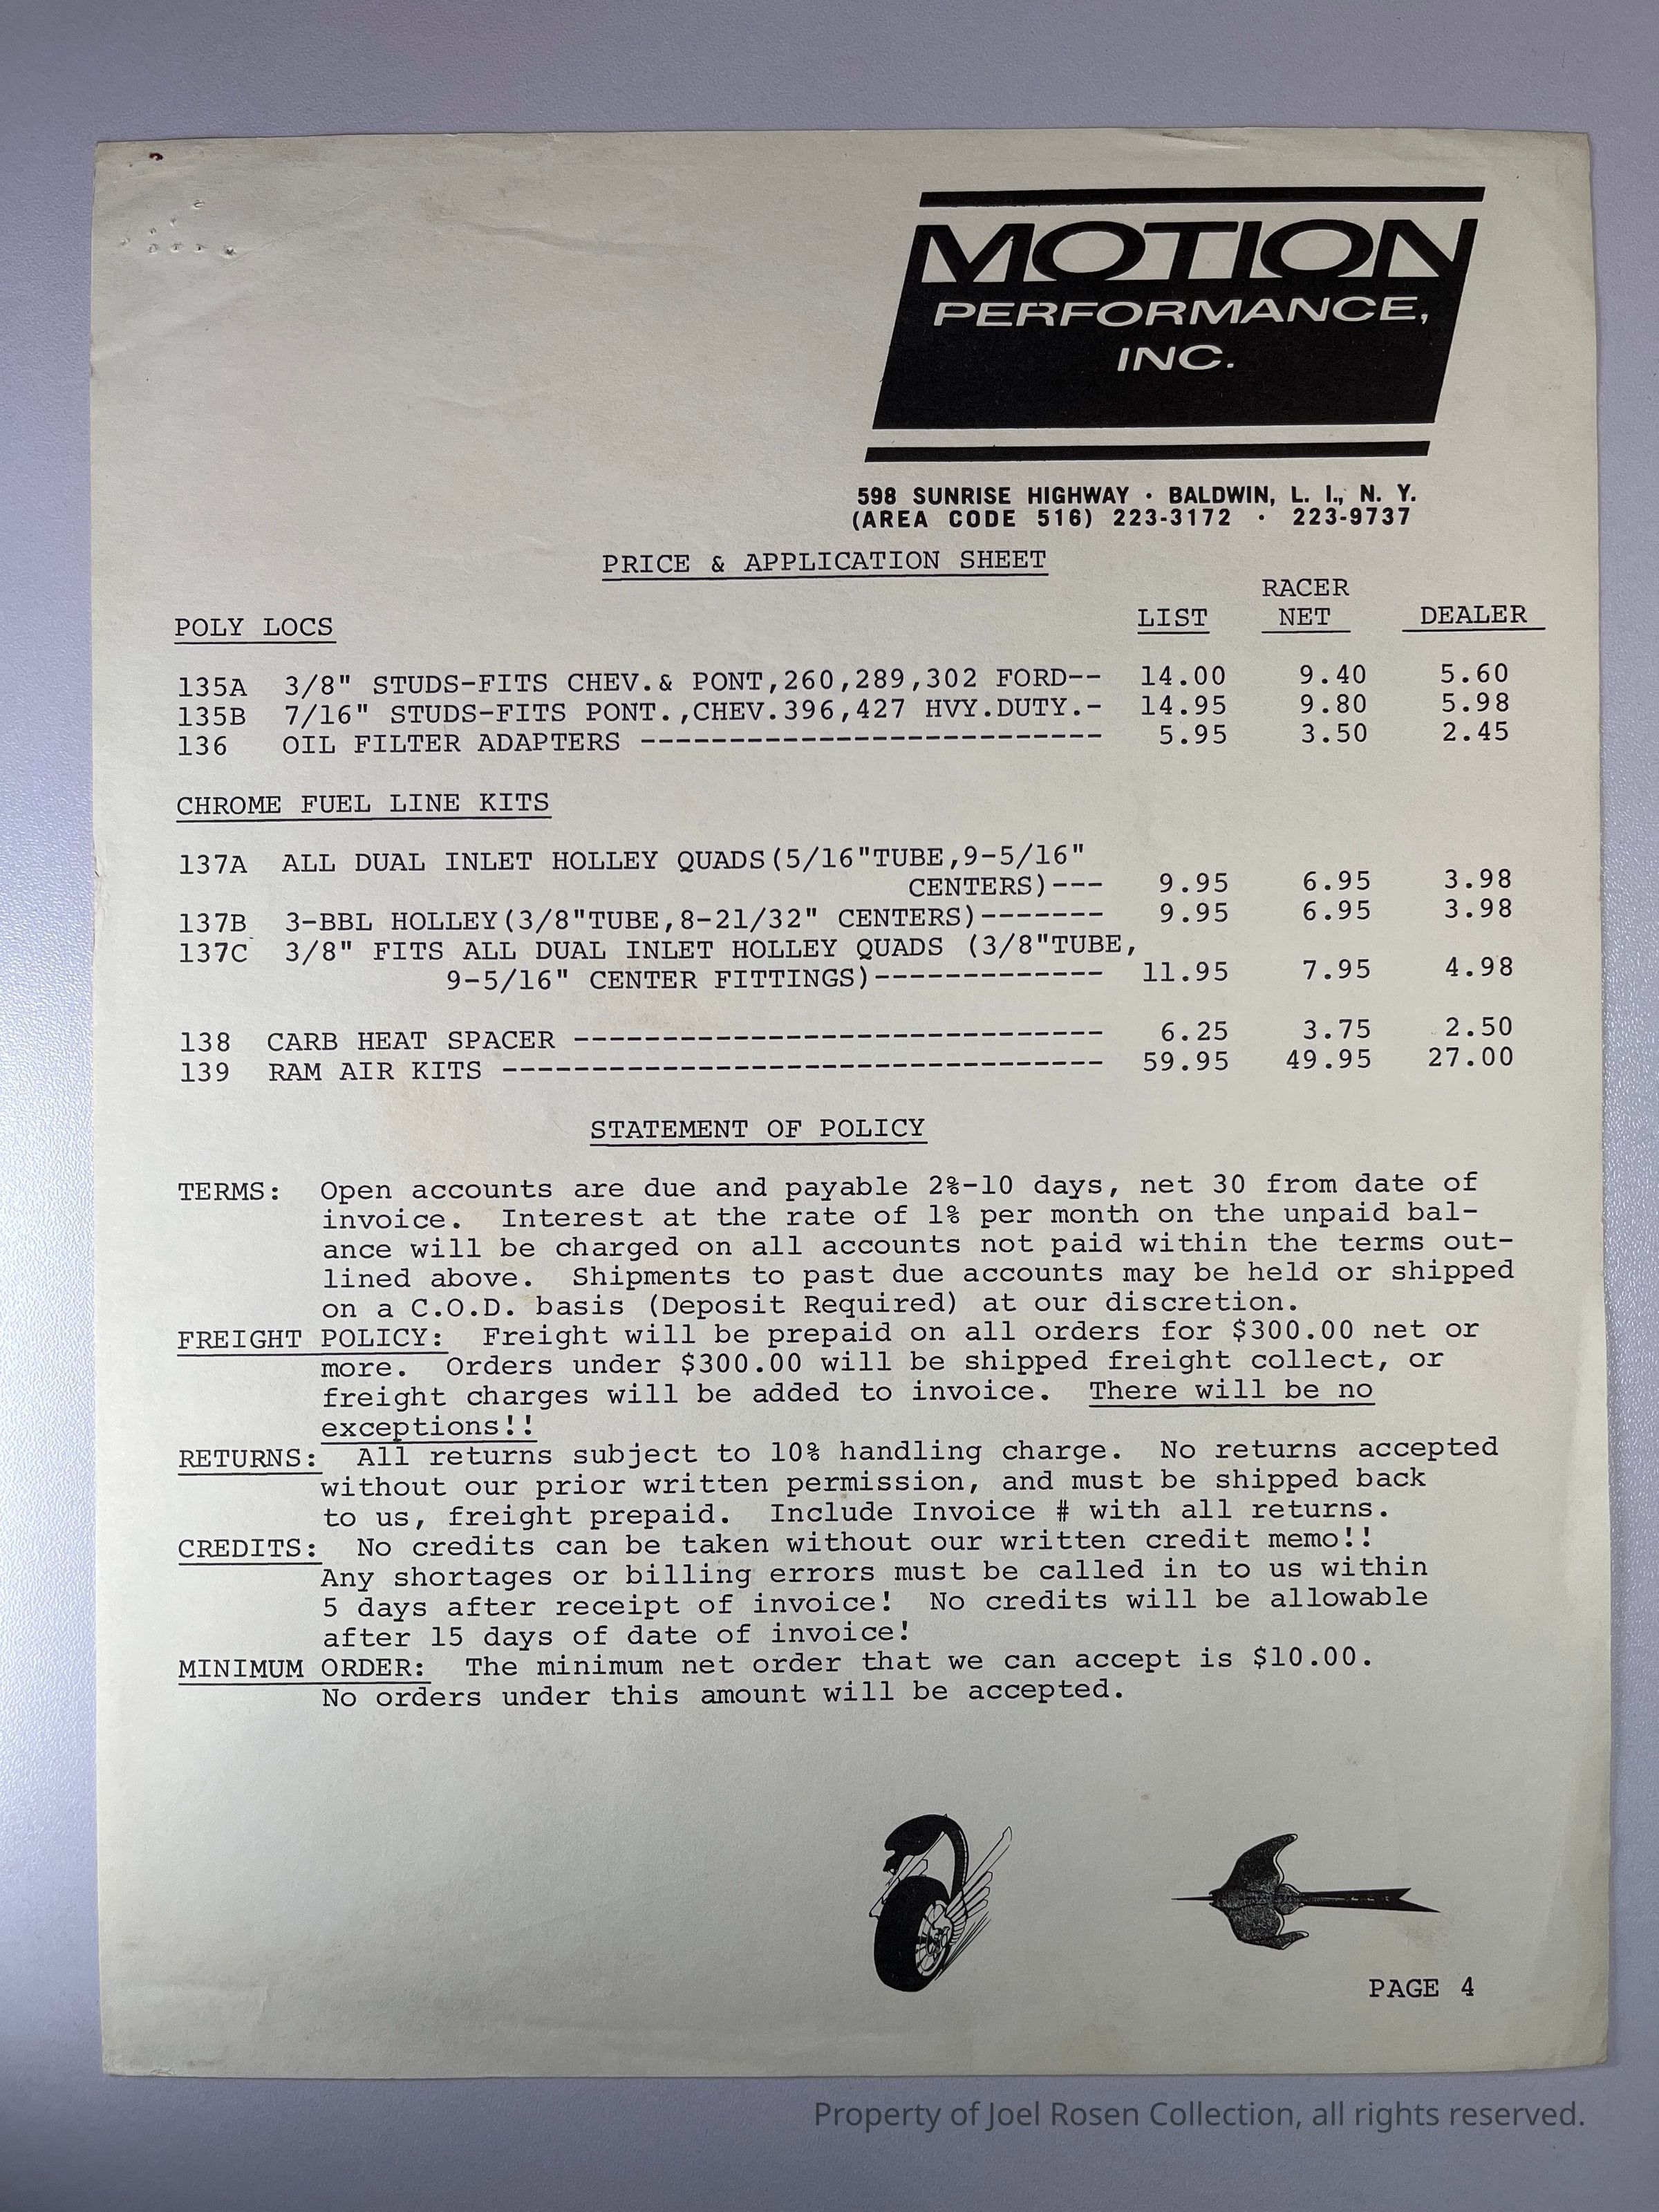 MOTION
PERFORMANCE,
INC.
598 SUNRISE HIGHWAY · BALDWIN, L. I., N. Y.
(AREA CODE 516) 223-3172 · 223-9737
PRICE & APPLICATION SHEET
RACER
POLY LOCS LIST NET DEALER
135A 3/8" STUDS-FITS CHEV.& PONT,260,289,302 FORD-- 14.00 9.40 5.60
135B 7/16" STUDS-FITS PONT.,CHEV.396,427 HVY.DUTY.- 14.95 9.80 5.98
136 OIL FILTER ADAPTERS -------------------------- 5.95 3.50 2.45
CHROME FUEL LINE KITS
137A ALL DUAL INLET HOLLEY QUADS(5/16"TUBE,9-5/16"
CENTERS)--- 9.95 6.95 3.98
137B 3-BBL HOLLEY(3/8"TUBE,8-21/32" CENTERS)------- 9.95 6.95 3.98
137C 3/8" FITS ALL DUAL INLET HOLLEY QUADS (3/8"TUBE,
9-5/16" CENTER FITTINGS)------------- 11.95 7.95 4.98
138 CARB HEAT SPACER ------------------------------ 6.25 3.75 2.50
139 RAM AIR KITS ---------------------------------- 59.95 49.95 27.00
STATEMENT OF POLICY
TERMS: Open accounts are due and payable 2%-10 days, net 30 from date of
invoice. Interest at the rate of 1% per month on the unpaid bal-
ance will be charged on all accounts not paid within the terms out-
lined above. Shipments to past due accounts may be held or shipped
on a C.O.D. basis (Deposit Required) at our discretion.
FREIGHT POLICY: Freight will be prepaid on all orders for $300.00 net or
more. Orders under $300.00 will be shipped freight collect, or
freight charges will be added to invoice. There will be no
exceptions!!
RETURNS: All returns subject to 10% handling charge. No returns accepted
without our prior written permission, and must be shipped back
to us, freight prepaid. Include Invoice # with all returns.
CREDITS: No credits can be taken without our written credit memo!!
Any shortages or billing errors must be called in to us within
5 days after receipt of invoice! No credits will be allowable
after 15 days of date of invoice!
MINIMUM ORDER: The minimum net order that we can accept is $10.00.
No orders under this amount will be accepted.
PAGE 4
Property of Joel Rosen Collection, all rights reserved.